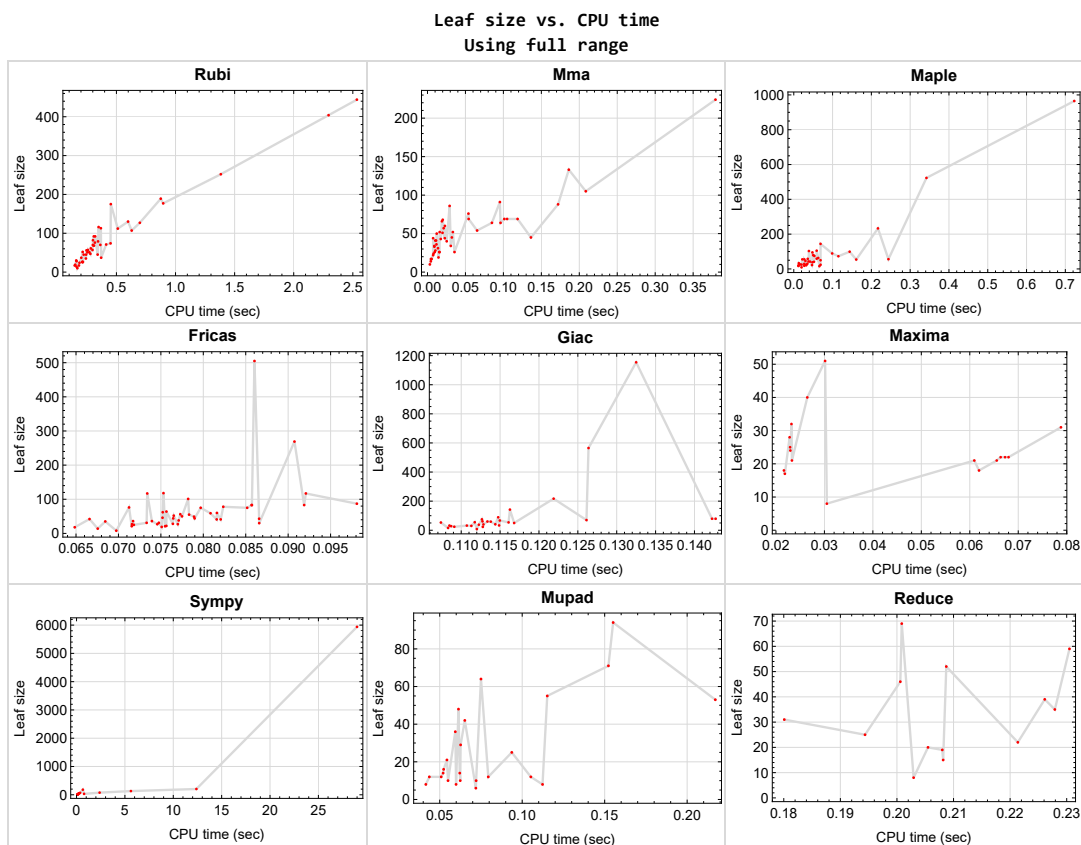 Leaf size vs. CPU time
Using full range
Rubi
Leaf size
400
300
200
100
0
0.5 1.0 1.5 2.0 2.5
CPU time (sec)
Mma
Leaf size
200
150
100
50
0
0.00 0.05 0.10 0.15 0.20 0.25 0.30 0.35
CPU time (sec)
Maple
Leaf size
1000
800
600
400
200
0
0.0 0.1 0.2 0.3 0.4 0.5 0.6 0.7
CPU time (sec)
Fricas
Leaf size
500
400
300
200
100
0
0.065 0.070 0.075 0.080 0.085 0.090 0.095
CPU time (sec)
Giac
Leaf size
1200
1000
800
600
400
200
0
0.110 0.115 0.120 0.125 0.130 0.135 0.140
CPU time (sec)
Maxima
Leaf size
50
40
30
20
10
0
0.02 0.03 0.04 0.05 0.06 0.07 0.08
CPU time (sec)
Sympy
Leaf size
6000
5000
4000
3000
2000
1000
0
0 5 10 15 20 25
CPU time (sec)
Mupad
Leaf size
80
60
40
20
0
0.05 0.10 0.15 0.20
CPU time (sec)
Reduce
Leaf size
70
60
50
40
30
20
10
0
0.18 0.19 0.20 0.21 0.22 0.23
CPU time (sec)